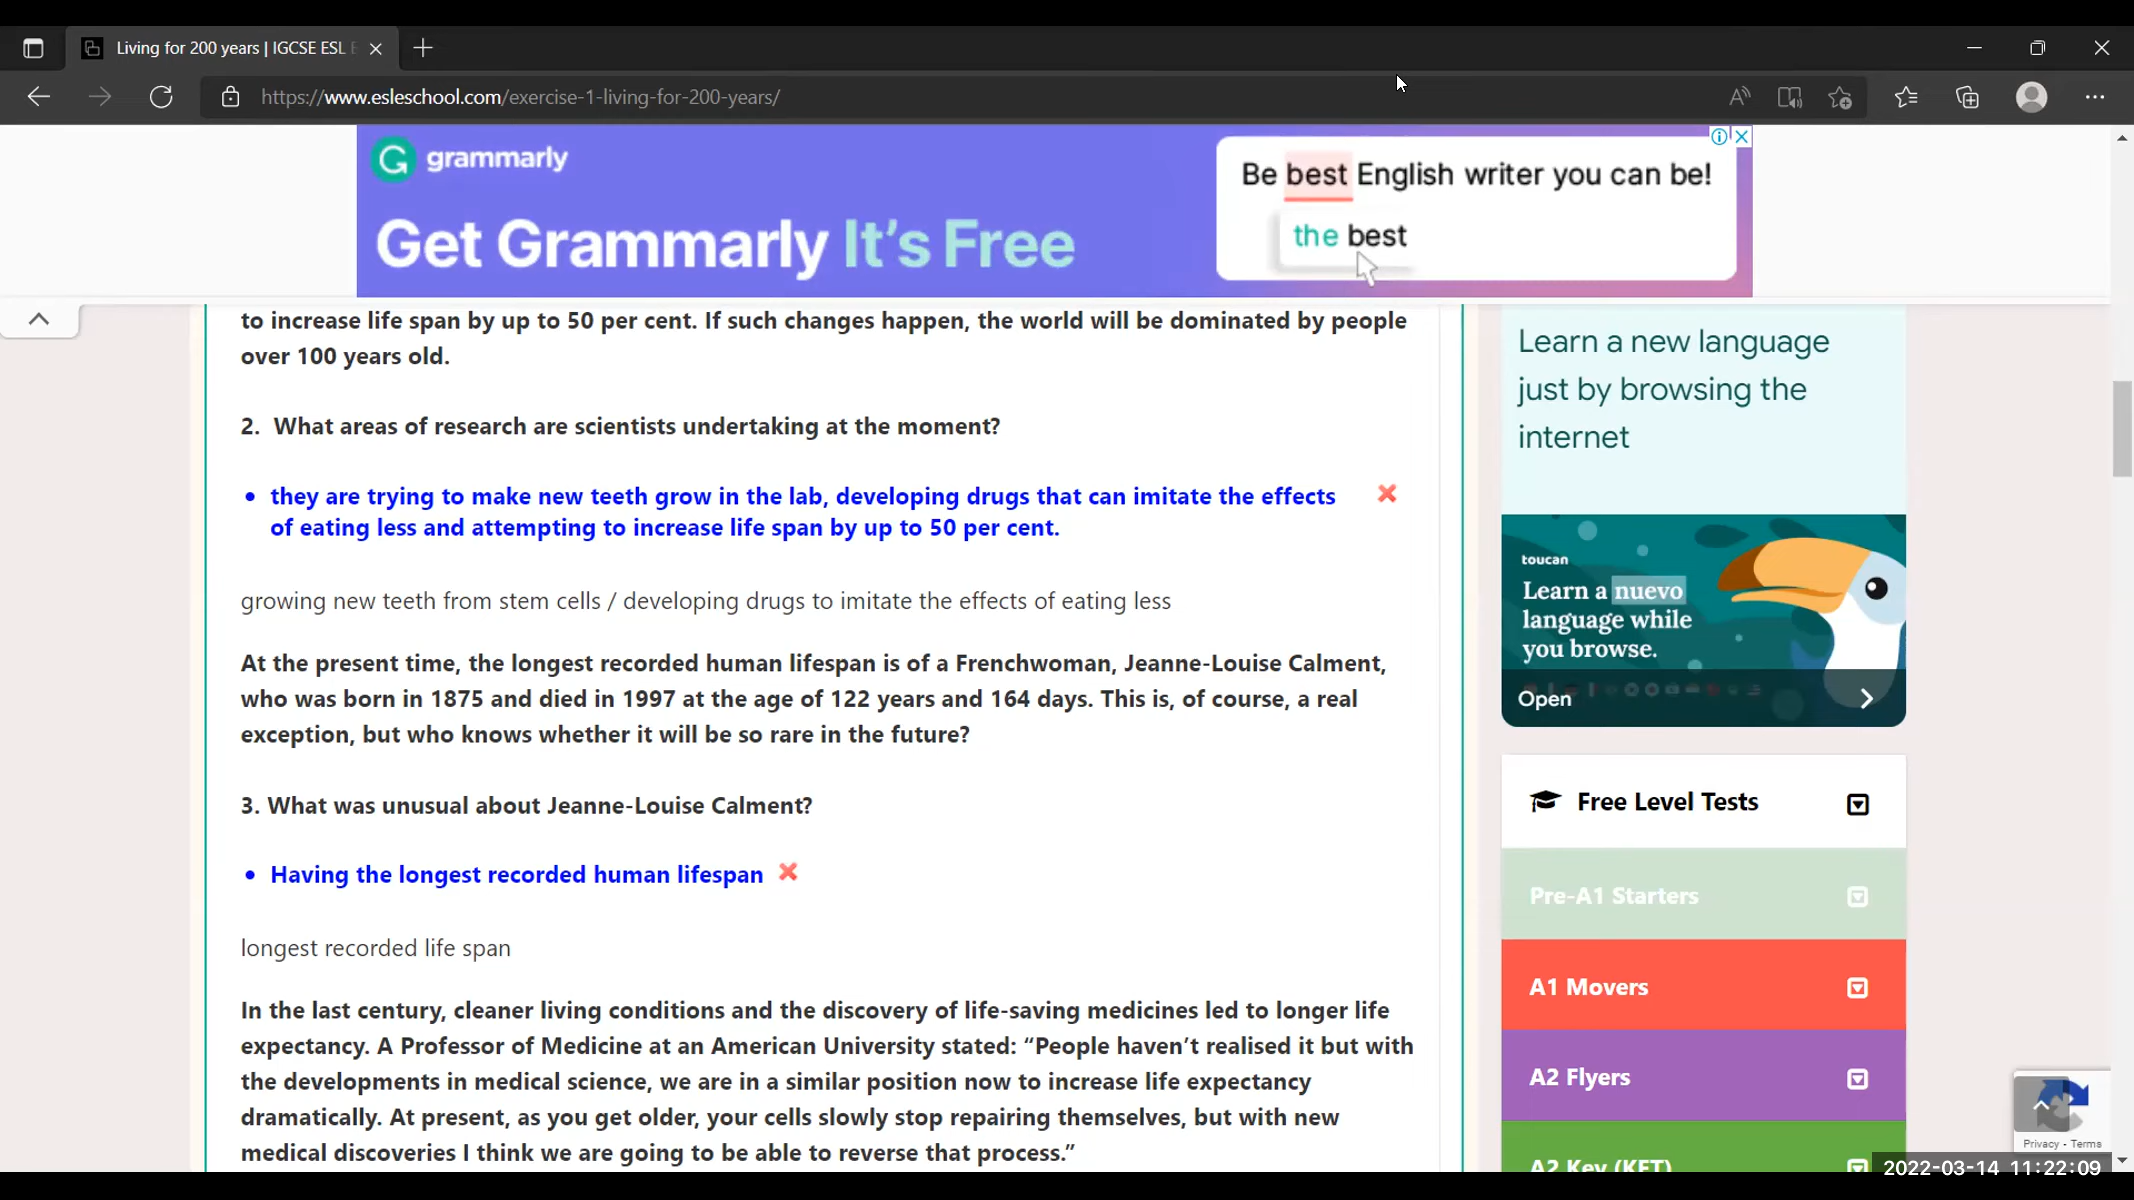 Living for 200 years | IGCSE ESL
https://www.esleschool.com/exercise-1-living-for-200-years/
grammarly
Get Grammarly It's Free
Be best English writer you can be!
the best
to increase life span by up to 50 per cent. If such changes happen, the world will be dominated by people
over 100 years old.
2. What areas of research are scientists undertaking at the moment?
• they are trying to make new teeth grow in the lab, developing drugs that can imitate the effects
of eating less and attempting to increase life span by up to 50 per cent.
growing new teeth from stem cells / developing drugs to imitate the effects of eating less
At the present time, the longest recorded human lifespan is of a Frenchwoman, Jeanne-Louise Calment,
who was born in 1875 and died in 1997 at the age of 122 years and 164 days. This is, of course, a real
exception, but who knows whether it will be so rare in the future?
3. What was unusual about Jeanne-Louise Calment?
• Having the longest recorded human lifespan
longest recorded life span
In the last century, cleaner living conditions and the discovery of life-saving medicines led to longer life
expectancy. A Professor of Medicine at an American University stated: “People haven’t realised it but with
the developments in medical science, we are in a similar position now to increase life expectancy
dramatically. At present, as you get older, your cells slowly stop repairing themselves, but with new
medical discoveries I think we are going to be able to reverse that process.”
Learn a new language
just by browsing the
internet
toucan
Learn a nuevo
language while
you browse.
Open
Free Level Tests
Pre-A1 Starters
A1 Movers
A2 Flyers
A2 Key (KET)
Privacy - Terms
2022-03-14 11:22:09